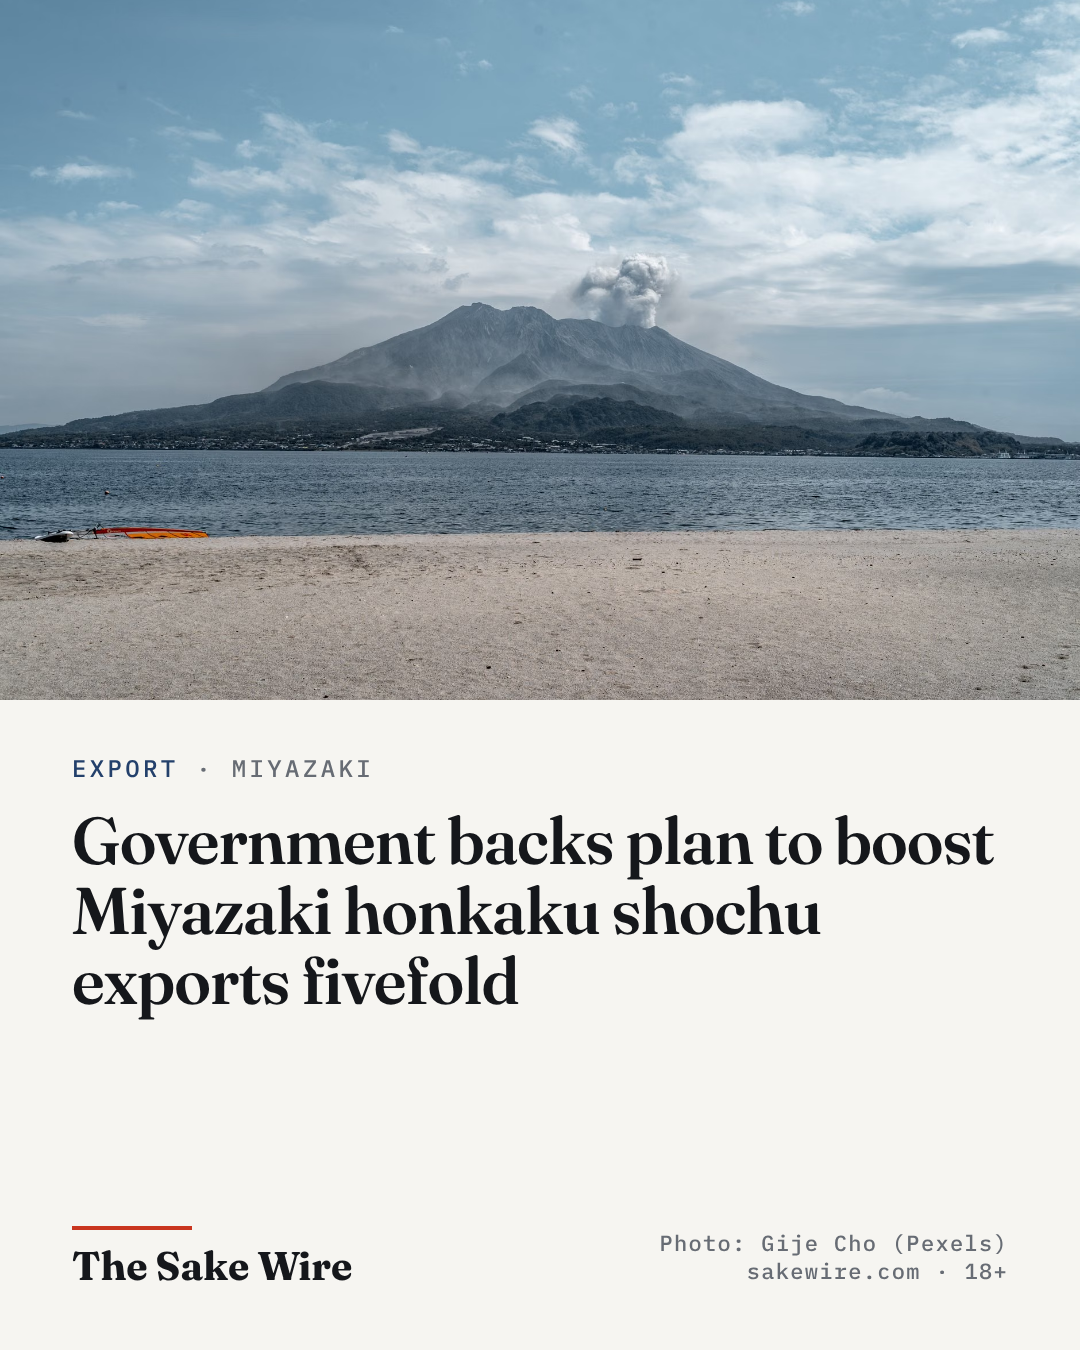 EXPORT · MIYAZAKI
Government backs plan to boost
Miyazaki honkaku shochu
exports fivefold
The Sake Wire
Photo: Gije Cho (Pexels)
sakewire.com · 18+